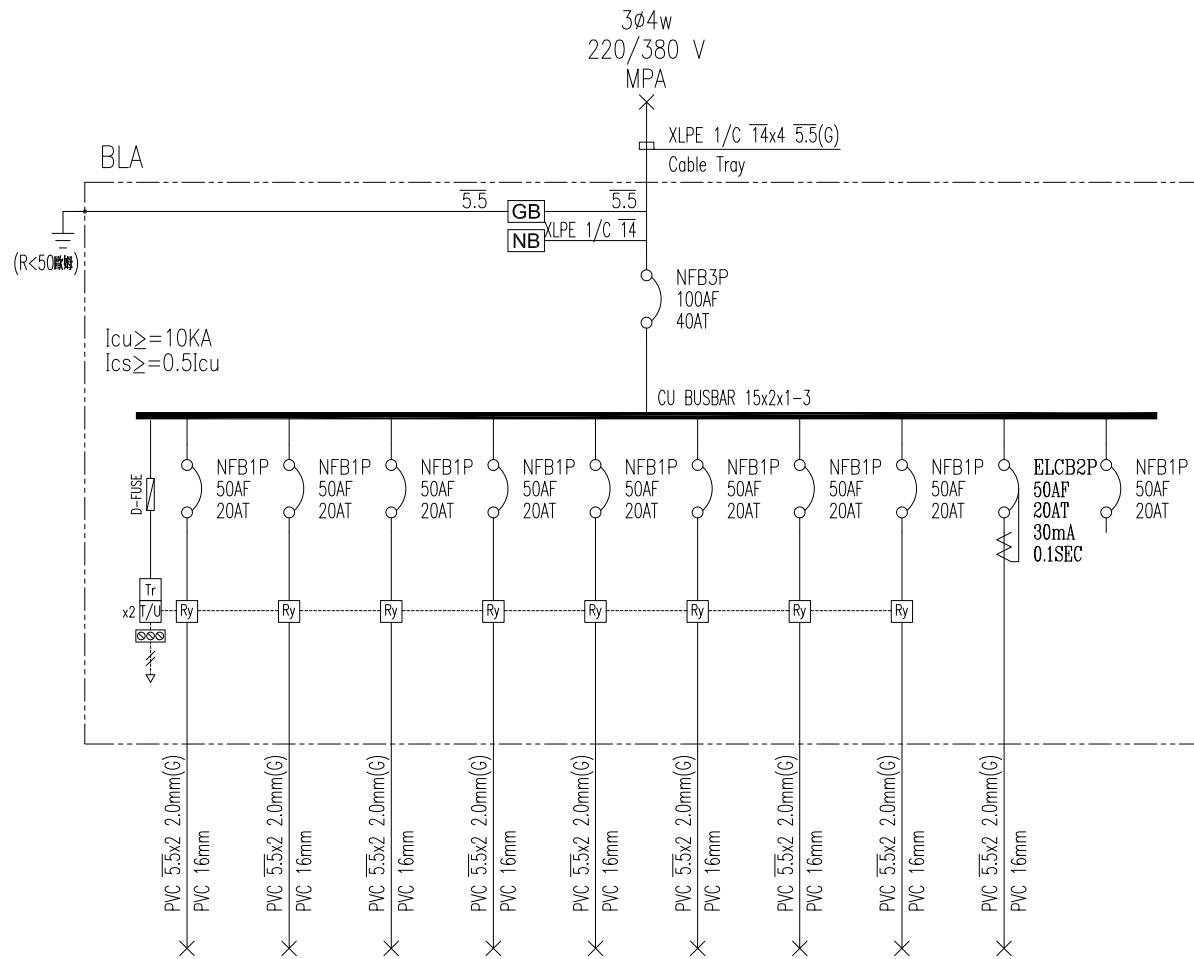 3ø4w
220/380 V
MPA
XLPE 1/C 14x4 5.5(G)
Cable Tray
BLA
5.5
5.5
GB
XLPE 1/C 14
NB
(R<50
NFB3P
100AF
40AT
Icu≥=10KA
Ics≥=0.5Icu
CU BUSBAR 15x2x1-3
D-FUSE
NFB1P
50AF
20AT
NFB1P
50AF
20AT
NFB1P
50AF
20AT
NFB1P
50AF
20AT
NFB1P
50AF
20AT
NFB1P
50AF
20AT
NFB1P
50AF
20AT
NFB1P
50AF
20AT
ELCB2P
50AF
20AT
30mA
0.1SEC
NFB1P
50AF
20AT
Tr
x2 T/U
Ry
Ry
Ry
Ry
Ry
Ry
Ry
Ry
PVC 5.5x2 2.0mm(G)
PVC 16mm
PVC 5.5x2 2.0mm(G)
PVC 16mm
PVC 5.5x2 2.0mm(G)
PVC 16mm
PVC 5.5x2 2.0mm(G)
PVC 16mm
PVC 5.5x2 2.0mm(G)
PVC 16mm
PVC 5.5x2 2.0mm(G)
PVC 16mm
PVC 5.5x2 2.0mm(G)
PVC 16mm
PVC 5.5x2 2.0mm(G)
PVC 16mm
PVC 5.5x2 2.0mm(G)
PVC 16mm